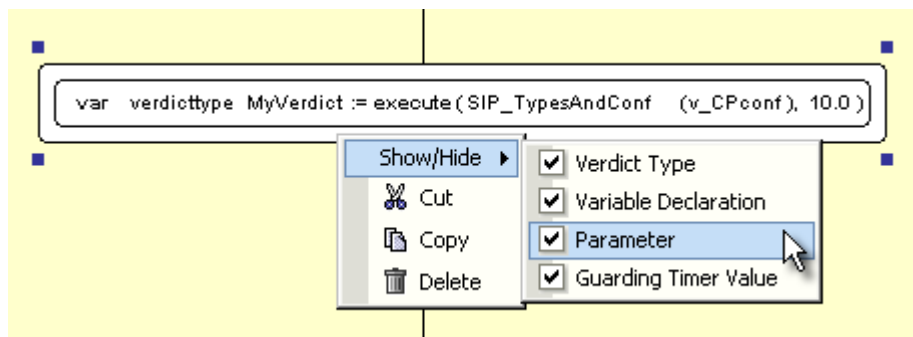 var verdicttype MyVerdict := execute ( SIP_TypesAndConf (v_CPconf), 10.0 )
Show/Hide
Cut
Copy
Delete
Verdict Type
Variable Declaration
Parameter
Guarding Timer Value